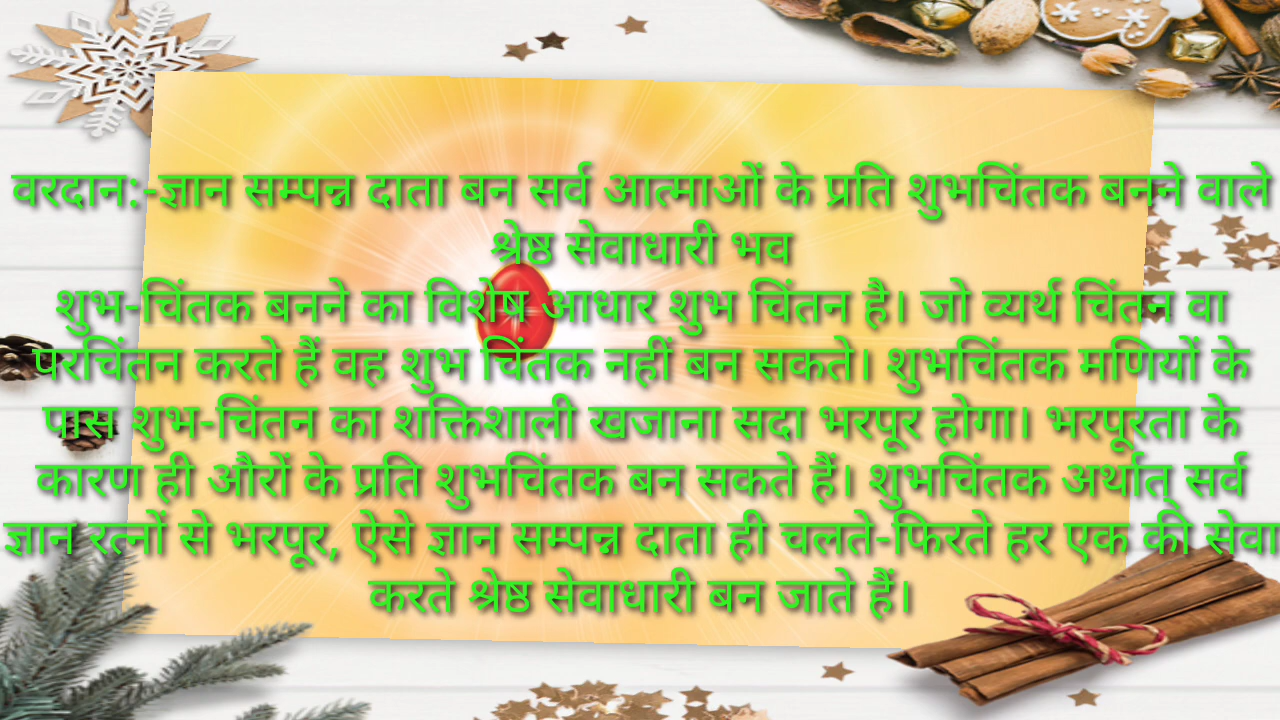 वरदान:-ज्ञान सम्पन्न दाता बन सर्व आत्माओं के प्रति शुभचिंतक बनने वाले
श्रेष्ठ सेवाधारी भव
शुभ-चिंतक बनने का विशेष आधार शुभ चिंतन है। जो व्यर्थ चिंतन वा
परचिंतन करते हैं वह शुभ चिंतक नहीं बन सकते। शुभचिंतक मणियों के
पास शुभ-चिंतन का शक्तिशाली खजाना सदा भरपूर होगा। भरपूरता के
कारण ही औरों के प्रति शुभचिंतक बन सकते हैं। शुभचिंतक अर्थात् सर्व
ज्ञान रत्नों से भरपूर, ऐसे ज्ञान सम्पन्न दाता ही चलते-फिरते हर एक की सेवा
करते श्रेष्ठ सेवाधारी बन जाते हैं।